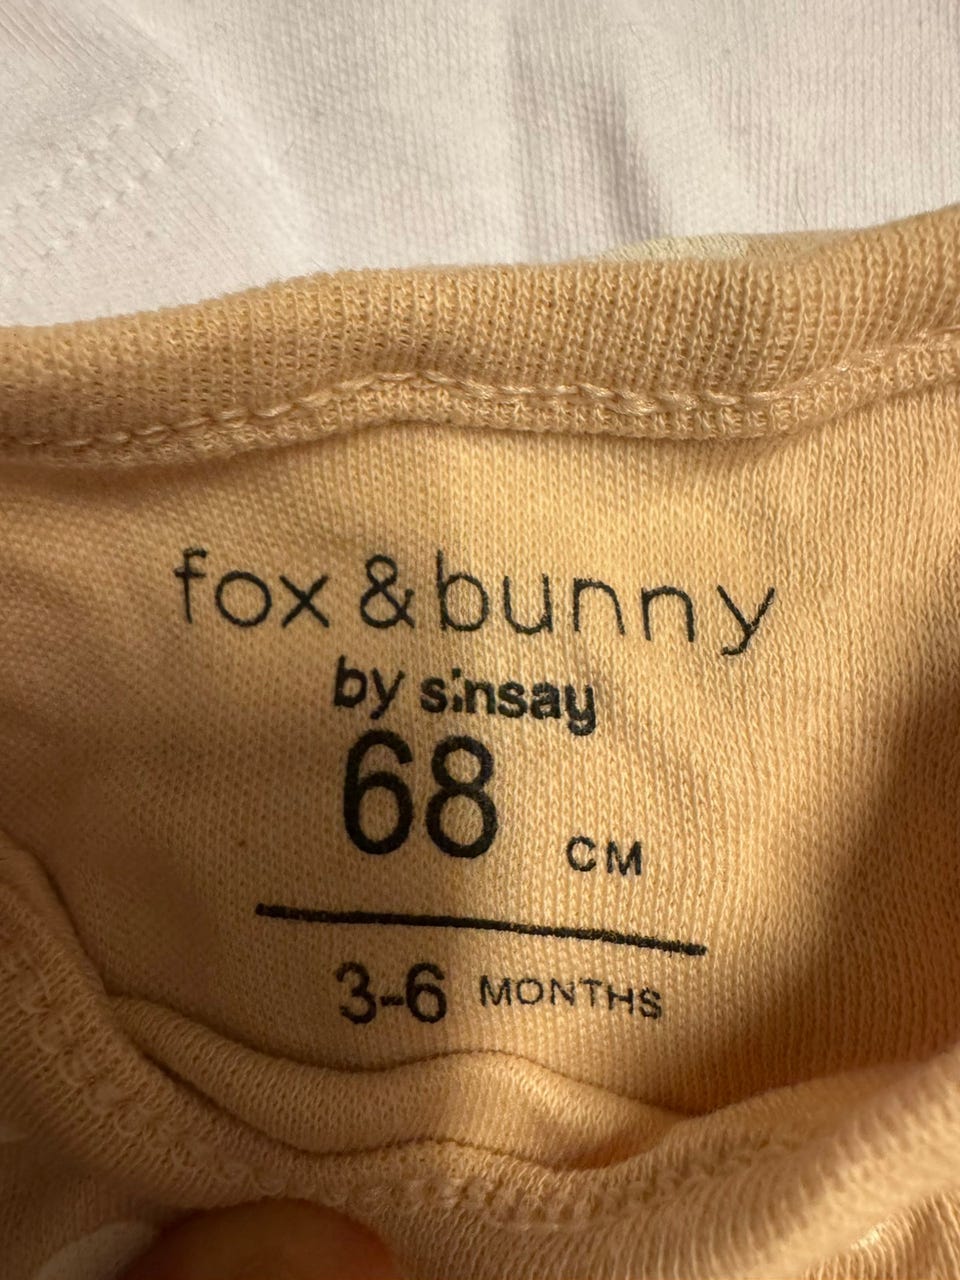 fox & bunny
by sinsay
68 CM
3-6 MONTHS